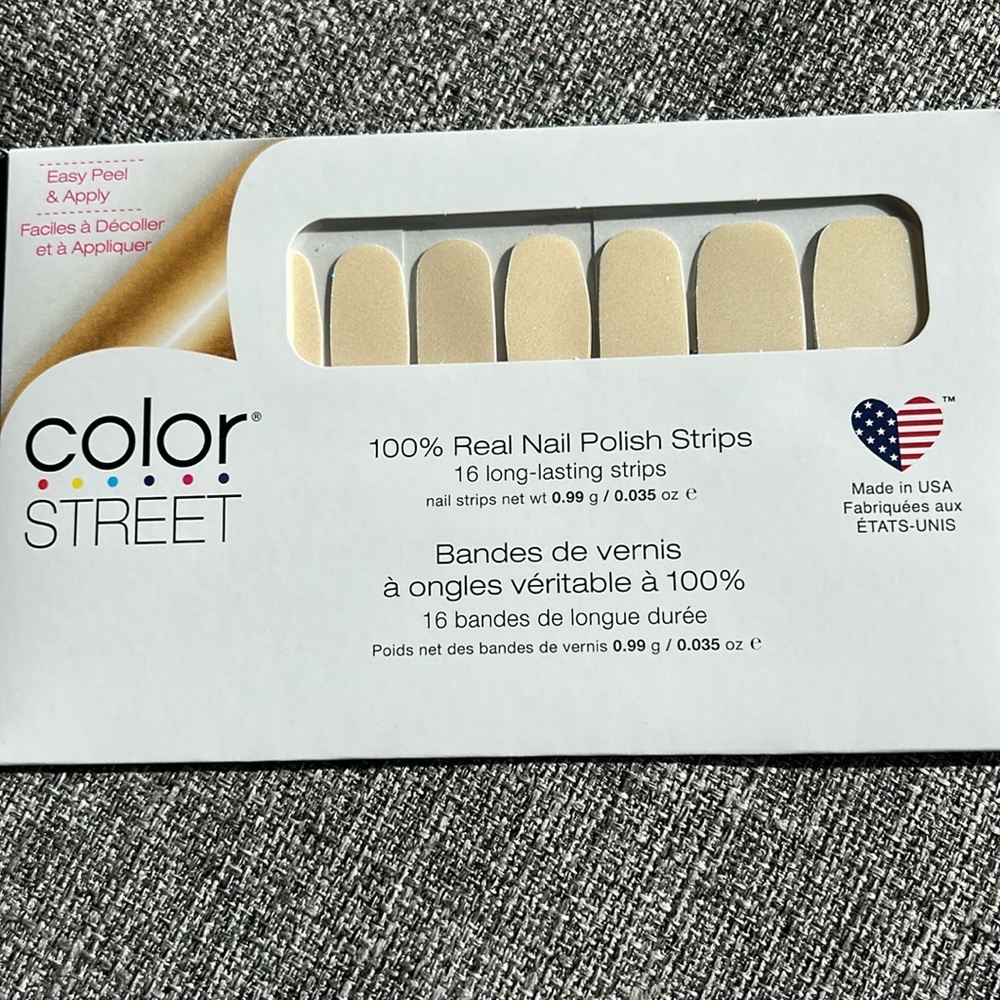 Easy Peel
& Apply
Faciles à Décoller
et à Appliquer
color®
STREET
100% Real Nail Polish Strips
16 long-lasting strips
nail strips net wt 0.99 g / 0.035 oz ℮
Bandes de vernis
à ongles véritable à 100%
16 bandes de longue durée
Poids net des bandes de vernis 0.99 g / 0.035 oz ℮
™
Made in USA
Fabriquées aux
ÉTATS-UNIS